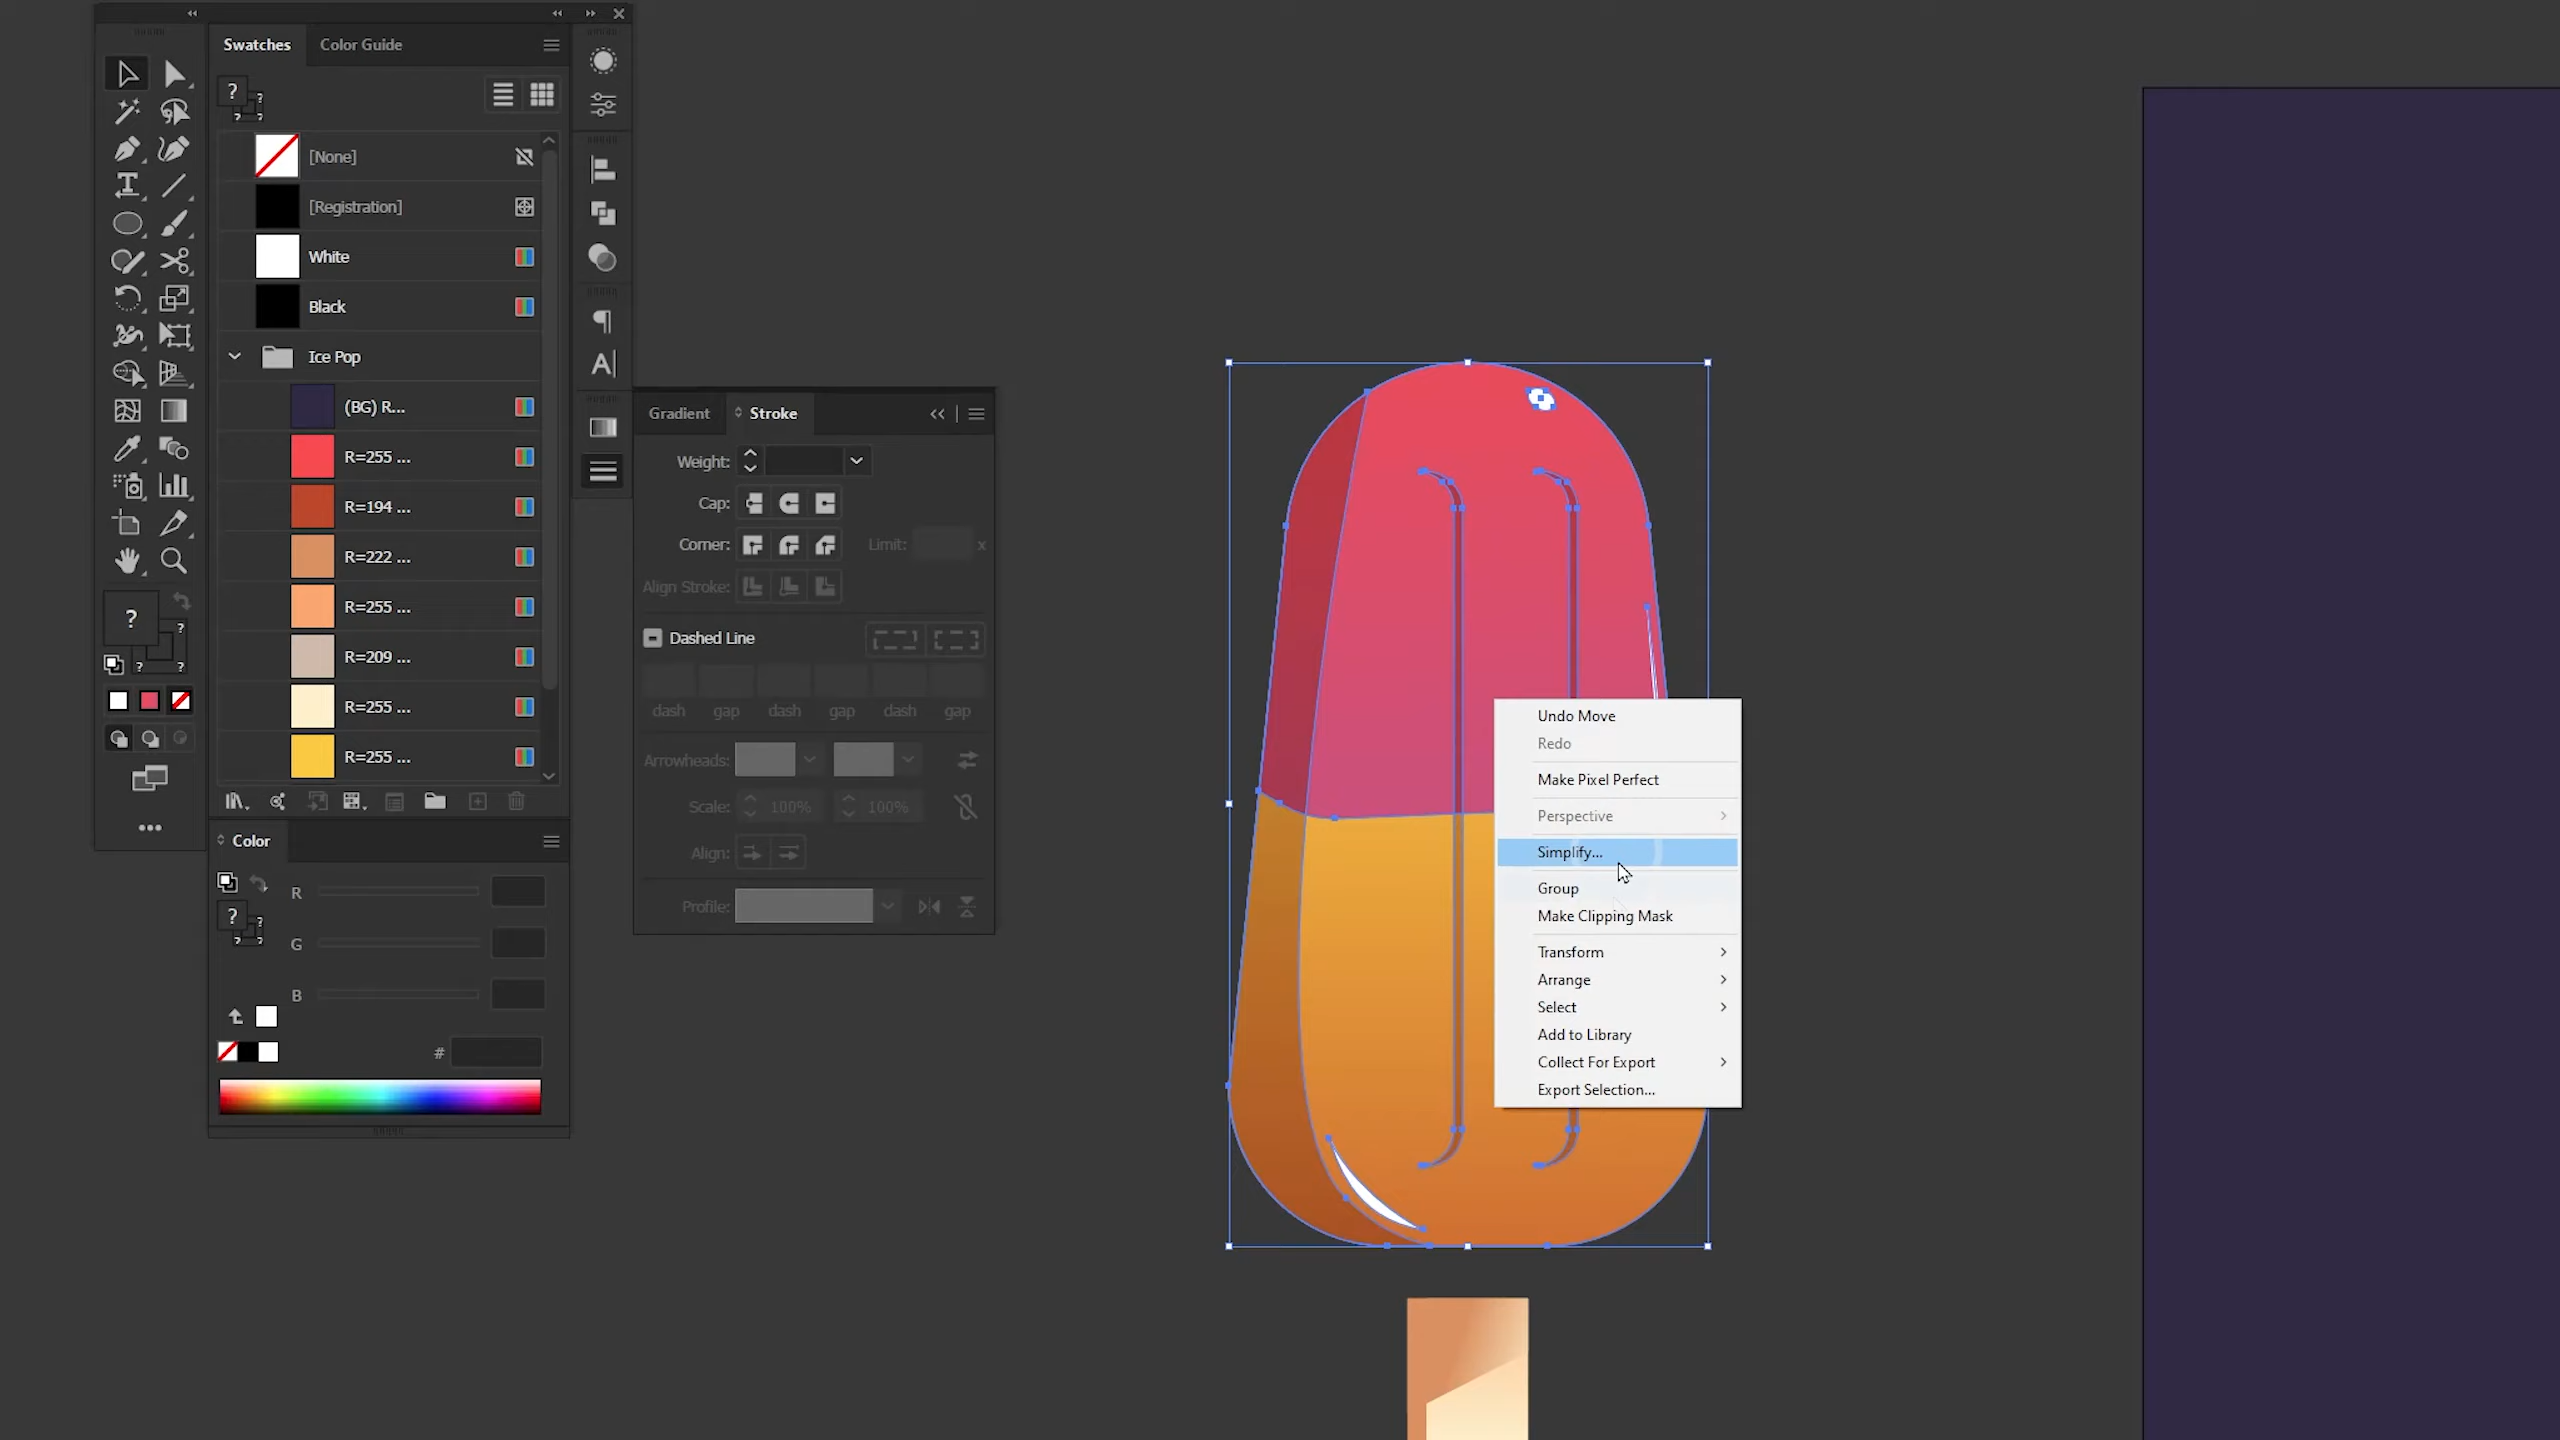 Swatches Color Guide
?
?
?
?
[None]
[Registration]
White
Black
Ice Pop
(BG) R...
R=255 ...
R=194 ...
R=222 ...
R=255 ...
R=209 ...
R=255 ...
R=255 ...
T
A
?
?
?
?
Color
?
?
?
?
R
G
B
#
Gradient Stroke
Weight:
Cap:
Corner:
Limit:
x
Align Stroke:
Dashed Line
dash gap dash gap dash gap
Arrowheads:
Scale: 100% 100%
Align:
Profile:
Undo Move
Redo
Make Pixel Perfect
Perspective
Simplify...
Group
Make Clipping Mask
Transform
Arrange
Select
Add to Library
Collect For Export
Export Selection...